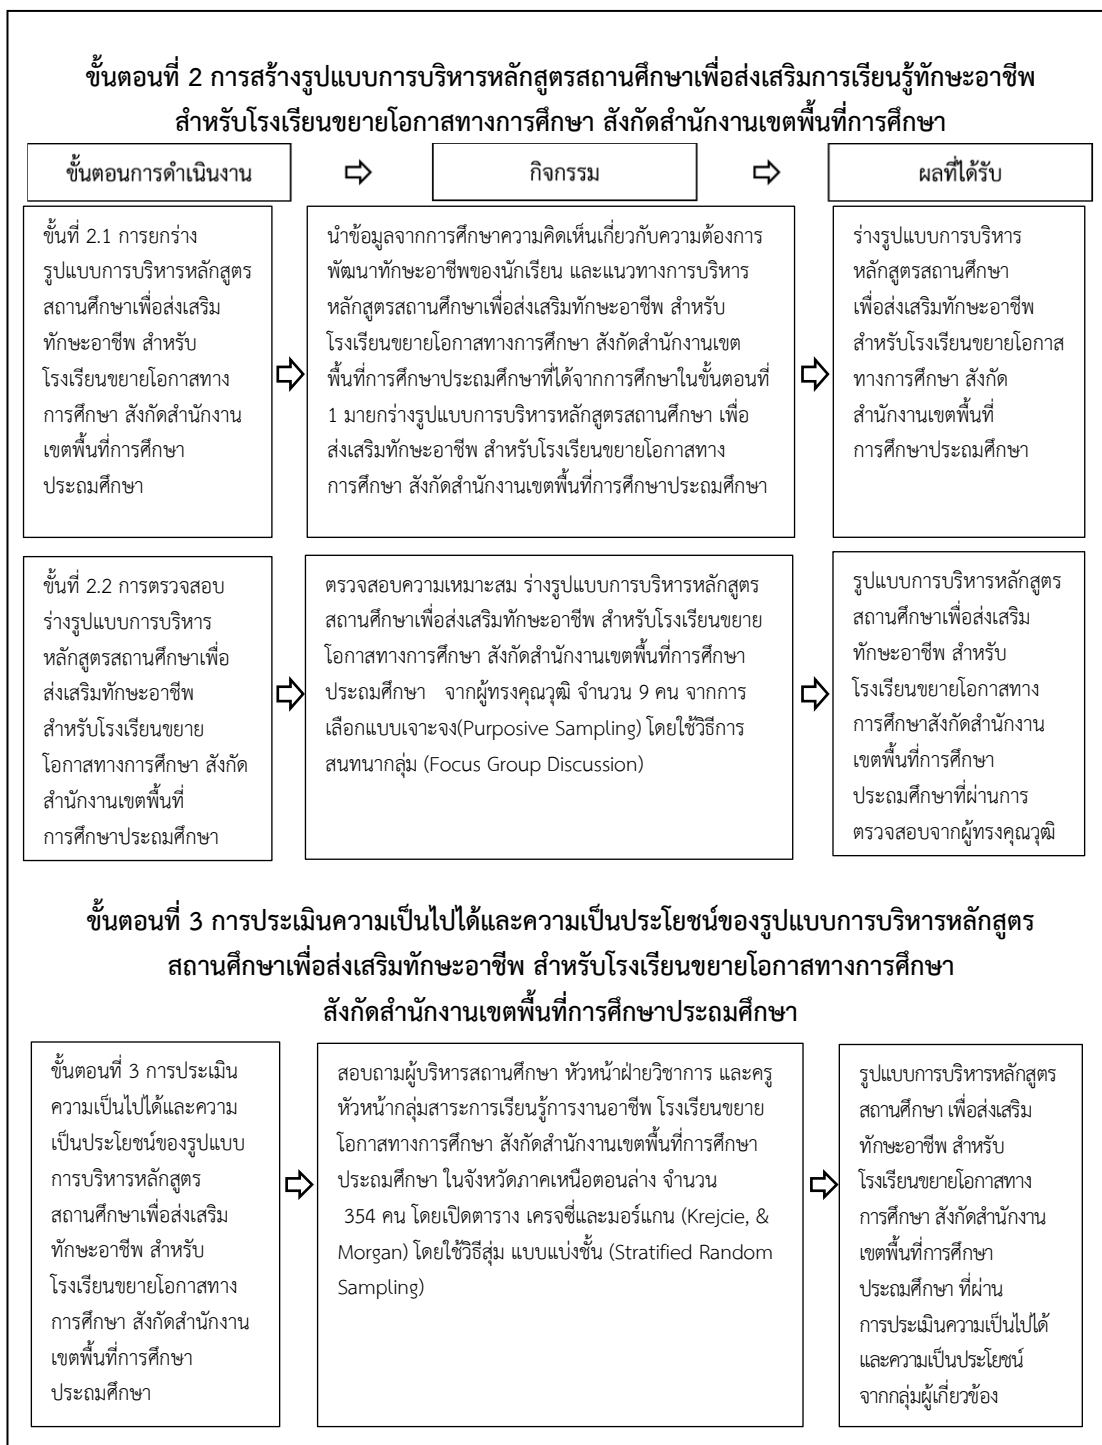 ขั้นตอนที่ 2 การสร้างรูปแบบการบริหารหลักสูตรสถานศึกษาเพื่อส่งเสริมการเรียนรู้ทักษะอาชีพ
สำหรับโรงเรียนขยายโอกาสทางการศึกษา สังกัดสำนักงานเขตพื้นที่การศึกษา
ขั้นตอนการดำเนินงาน
กิจกรรม
ผลที่ได้รับ
ขั้นที่ 2.1 การยกร่าง
รูปแบบการบริหารหลักสูตร
สถานศึกษาเพื่อส่งเสริม
ทักษะอาชีพ สำหรับ
โรงเรียนขยายโอกาสทาง
การศึกษา สังกัดสำนักงาน
เขตพื้นที่การศึกษา
ประถมศึกษา
นำข้อมูลจากการศึกษาความคิดเห็นเกี่ยวกับความต้องการ
พัฒนาทักษะอาชีพของนักเรียน และแนวทางการบริหาร
หลักสูตรสถานศึกษาเพื่อส่งเสริมทักษะอาชีพ สำหรับ
โรงเรียนขยายโอกาสทางการศึกษา สังกัดสำนักงานเขต
พื้นที่การศึกษาประถมศึกษาที่ได้จากการศึกษาในขั้นตอนที่
1 มายกร่างรูปแบบการบริหารหลักสูตรสถานศึกษา เพื่อ
ส่งเสริมทักษะอาชีพ สำหรับโรงเรียนขยายโอกาสทาง
การศึกษา สังกัดสำนักงานเขตพื้นที่การศึกษาประถมศึกษา
ร่างรูปแบบการบริหาร
หลักสูตรสถานศึกษา
เพื่อส่งเสริมทักษะอาชีพ
สำหรับโรงเรียนขยายโอกาส
ทางการศึกษา สังกัด
สำนักงานเขตพื้นที่
การศึกษาประถมศึกษา
ขั้นที่ 2.2 การตรวจสอบ
ร่างรูปแบบการบริหาร
หลักสูตรสถานศึกษาเพื่อ
ส่งเสริมทักษะอาชีพ
สำหรับโรงเรียนขยาย
โอกาสทางการศึกษา สังกัด
สำนักงานเขตพื้นที่
การศึกษาประถมศึกษา
ตรวจสอบความเหมาะสม ร่างรูปแบบการบริหารหลักสูตร
สถานศึกษาเพื่อส่งเสริมทักษะอาชีพ สำหรับโรงเรียนขยาย
โอกาสทางการศึกษา สังกัดสำนักงานเขตพื้นที่การศึกษา
ประถมศึกษา จากผู้ทรงคุณวุฒิ จำนวน 9 คน จากการ
เลือกแบบเจาะจง(Purposive Sampling) โดยใช้วิธีการ
สนทนากลุ่ม (Focus Group Discussion)
รูปแบบการบริหารหลักสูตร
สถานศึกษาเพื่อส่งเสริม
ทักษะอาชีพ สำหรับ
โรงเรียนขยายโอกาสทาง
การศึกษาสังกัดสำนักงาน
เขตพื้นที่การศึกษา
ประถมศึกษาที่ผ่านการ
ตรวจสอบจากผู้ทรงคุณวุฒิ
ขั้นตอนที่ 3 การประเมินความเป็นไปได้และความเป็นประโยชน์ของรูปแบบการบริหารหลักสูตร
สถานศึกษาเพื่อส่งเสริมทักษะอาชีพ สำหรับโรงเรียนขยายโอกาสทางการศึกษา
สังกัดสำนักงานเขตพื้นที่การศึกษาประถมศึกษา
ขั้นตอนที่ 3 การประเมิน
ความเป็นไปได้และความ
เป็นประโยชน์ของรูปแบบ
การบริหารหลักสูตร
สถานศึกษาเพื่อส่งเสริม
ทักษะอาชีพ สำหรับ
โรงเรียนขยายโอกาสทาง
การศึกษา สังกัดสำนักงาน
เขตพื้นที่การศึกษา
ประถมศึกษา
สอบถามผู้บริหารสถานศึกษา หัวหน้าฝ่ายวิชาการ และครู
หัวหน้ากลุ่มสาระการเรียนรู้การงานอาชีพ โรงเรียนขยาย
โอกาสทางการศึกษา สังกัดสำนักงานเขตพื้นที่การศึกษา
ประถมศึกษา ในจังหวัดภาคเหนือตอนล่าง จำนวน
354 คน โดยเปิดตาราง เครจซี่และมอร์แกน (Krejcie, &
Morgan) โดยใช้วิธีสุ่ม แบบแบ่งชั้น (Stratified Random
Sampling)
รูปแบบการบริหารหลักสูตร
สถานศึกษา เพื่อส่งเสริม
ทักษะอาชีพ สำหรับ
โรงเรียนขยายโอกาสทาง
การศึกษา สังกัดสำนักงาน
เขตพื้นที่การศึกษา
ประถมศึกษา ที่ผ่าน
การประเมินความเป็นไปได้
และความเป็นประโยชน์
จากกลุ่มผู้เกี่ยวข้อง